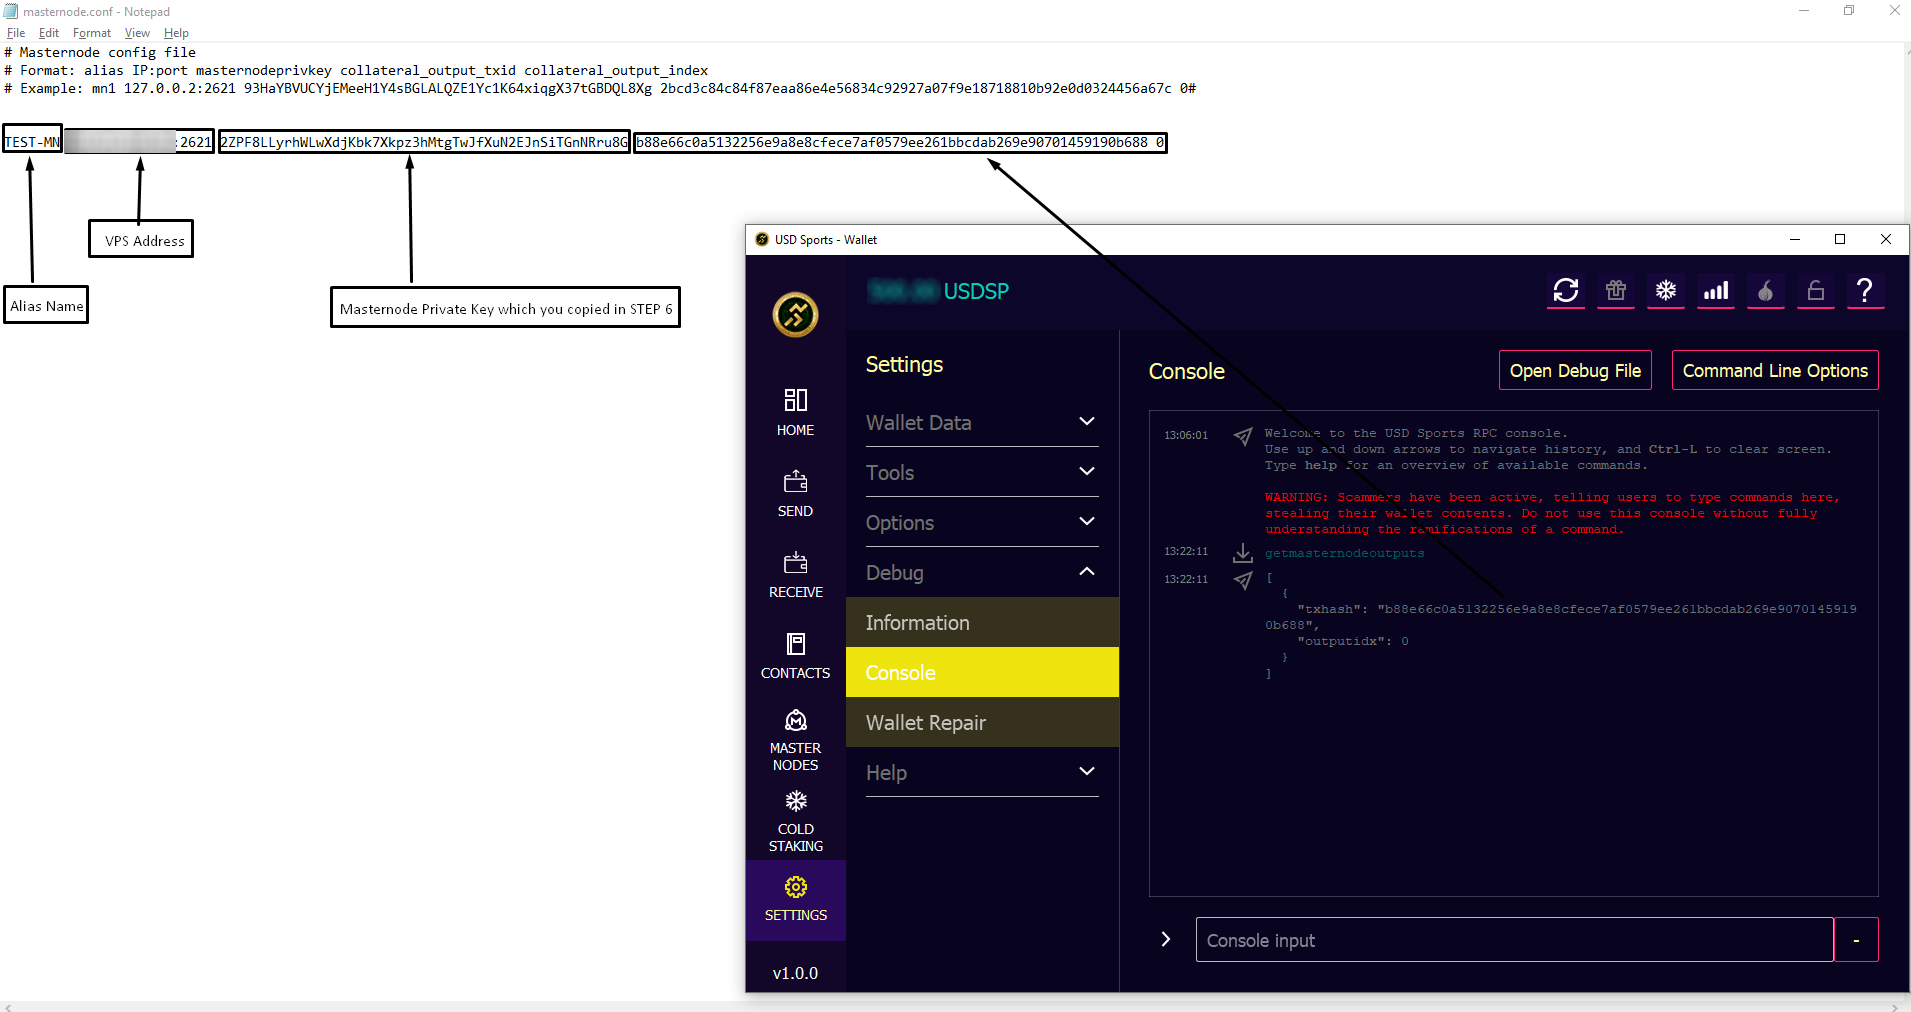 masternode.conf - Notepad
File Edit Format View Help
# Masternode config file
# Format: alias IP:port masternodeprivkey collateral_output_txid collateral_output_index
# Example: mn1 127.0.0.2:2621 93HaYBVUCYjEMeeH1Y4sBGLALQZE1Yc1K64xiqgX37tGBDQL8Xg 2bcd3c84c84f87eaa86e4e56834c92927a07f9e18718810b92e0d0324456a67c 0#
TEST-MN :2621 2ZPF8LLyrhWLwXdjKbk7Xkpz3hMtgTwJfXuN2EJnSiTGnNRru8G b88e66c0a5132256e9a8e8cfece7af0579ee261bbcdab269e90701459190b688 0
VPS Address
Alias Name
Masternode Private Key which you copied in STEP 6
USD Sports - Wallet
USDSP
HOME
SEND
RECEIVE
CONTACTS
MASTER
NODES
COLD
STAKING
SETTINGS
v1.0.0
Settings
Wallet Data
Tools
Options
Debug
Information
Console
Wallet Repair
Help
Console
Open Debug File
Command Line Options
13:06:01
Welcome to the USD Sports RPC console.
Use up and down arrows to navigate history, and Ctrl-L to clear screen.
Type help for an overview of available commands.
WARNING: Scammers have been active, telling users to type commands here,
stealing their wallet contents. Do not use this console without fully
understanding the ramifications of a command.
13:22:11
getmasternodeoutputs
13:22:11
[
{
"txhash": "b88e66c0a5132256e9a8e8cfece7af0579ee261bbcdab269e9070145919
0b688",
"outputidx": 0
}
]
Console input
-